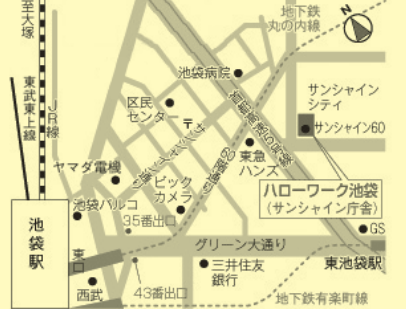 至大塚
地下鉄
丸の内線
N
東武東上線
JR線
池袋病院
区民
センター
〒
サンシャイン通り
60階通り
首都高速5号線
サンシャイン
シティ
サンシャイン60
東急
ハンズ
ヤマダ電機
ビック
カメラ
ハローワーク池袋
(サンシャイン庁舎)
池袋パルコ
35番出口
GS
池袋駅
東口
グリーン大通り
三井住友
銀行
東池袋駅
西武
43番出口
地下鉄有楽町線